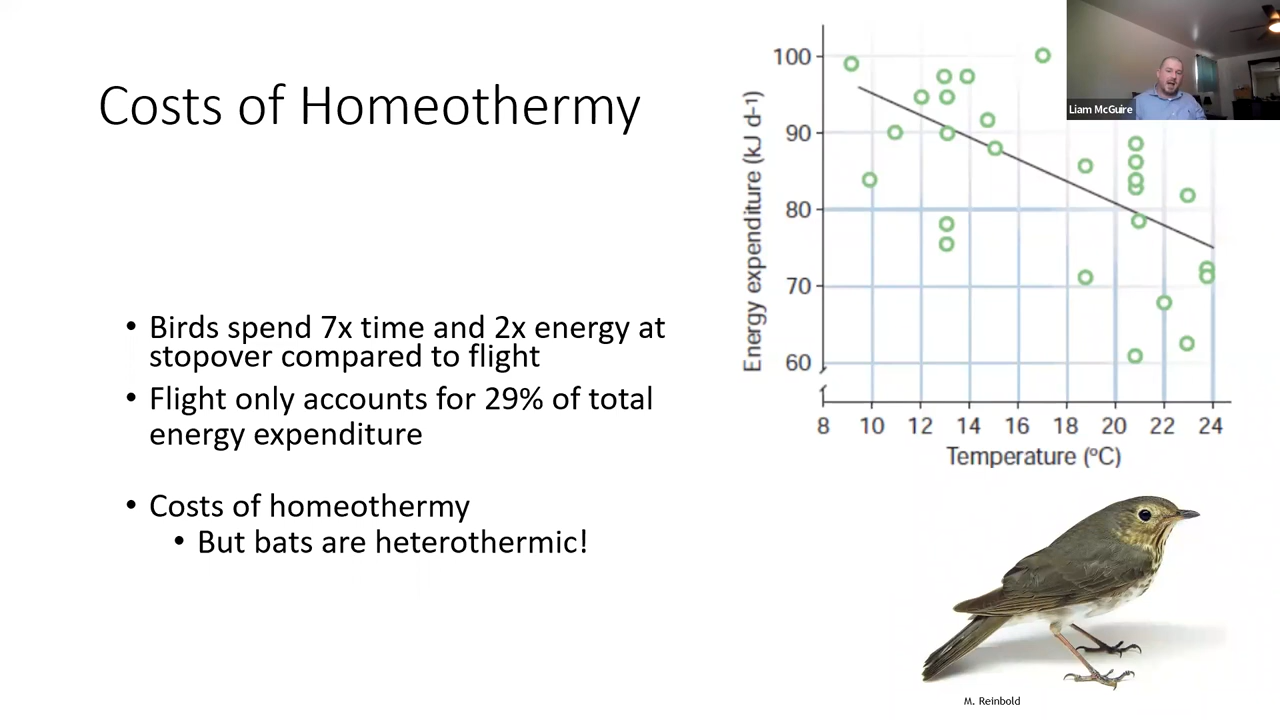 Costs of Homeothermy
• Birds spend 7x time and 2x energy at
stopover compared to flight
• Flight only accounts for 29% of total
energy expenditure
• Costs of homeothermy
• But bats are heterothermic!
Energy expenditure (kJ d-1)
100
90
80
70
60
8 10 12 14 16 18 20 22 24
Temperature (ºC)
Liam McGuire
M. Reinbold